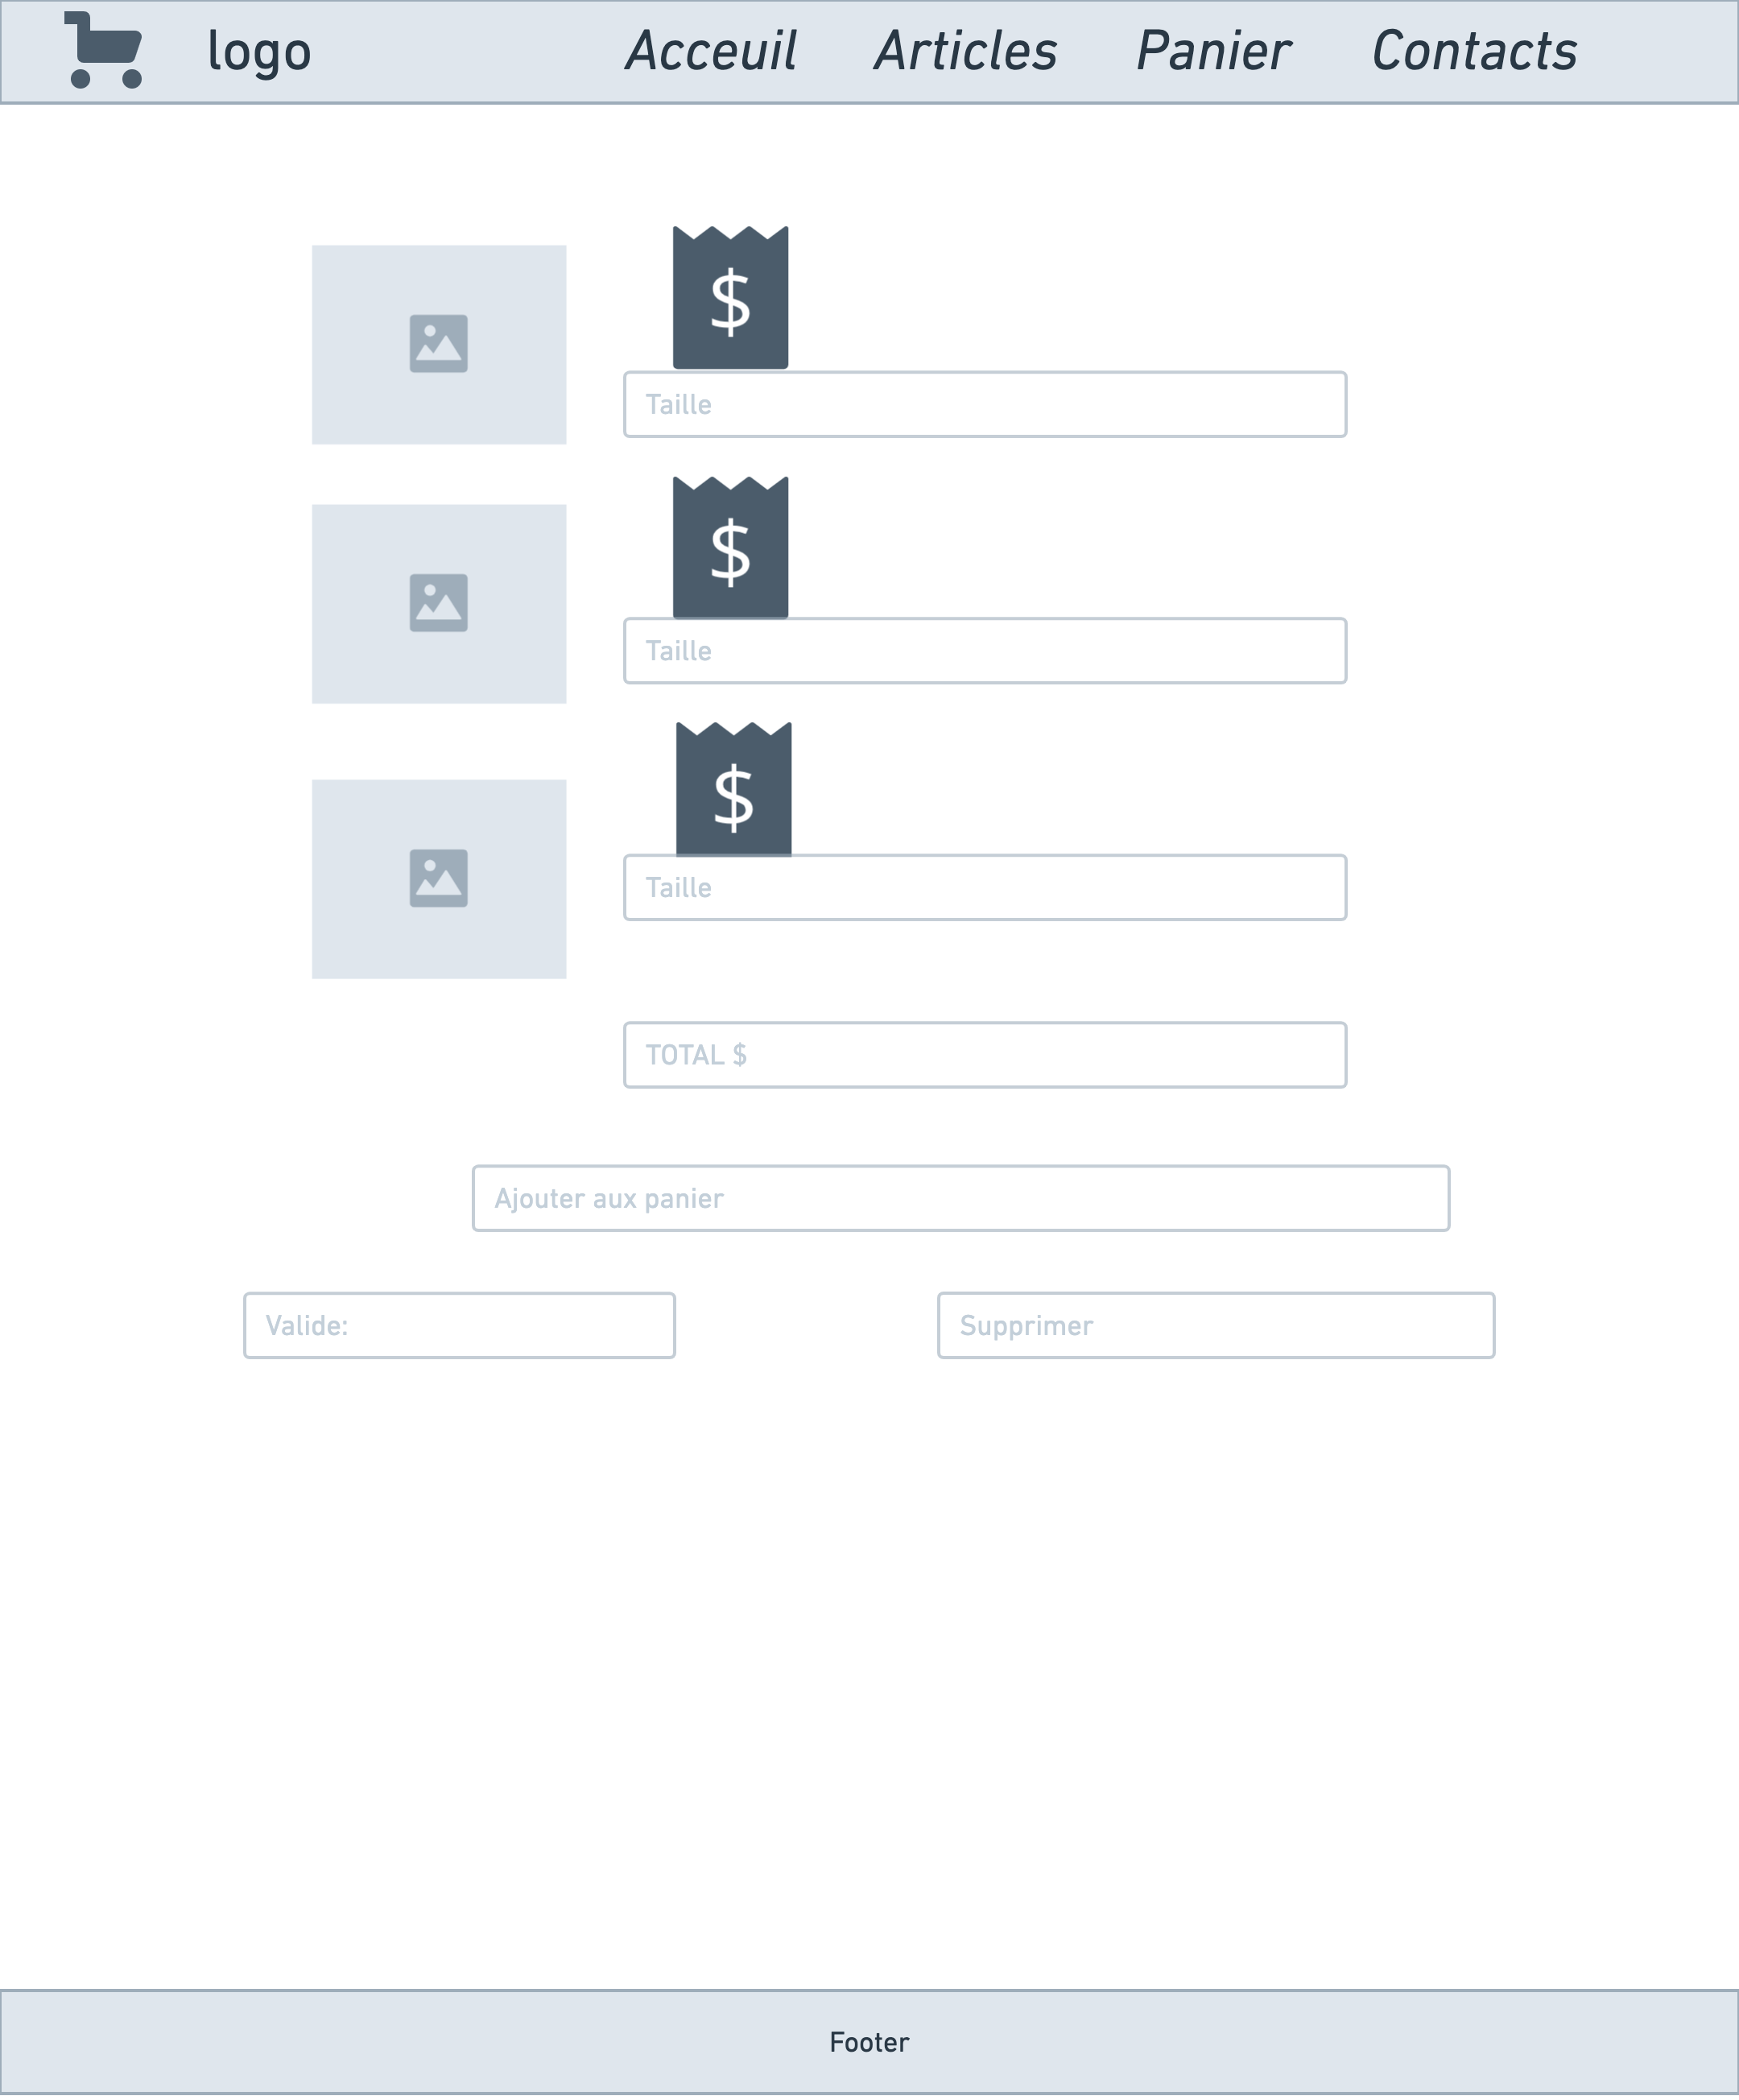 logo Acceuil Articles Panier Contacts
$
Taille
$
Taille
$
Taille
TOTAL $
Ajouter aux panier
Valide: Supprimer
Footer